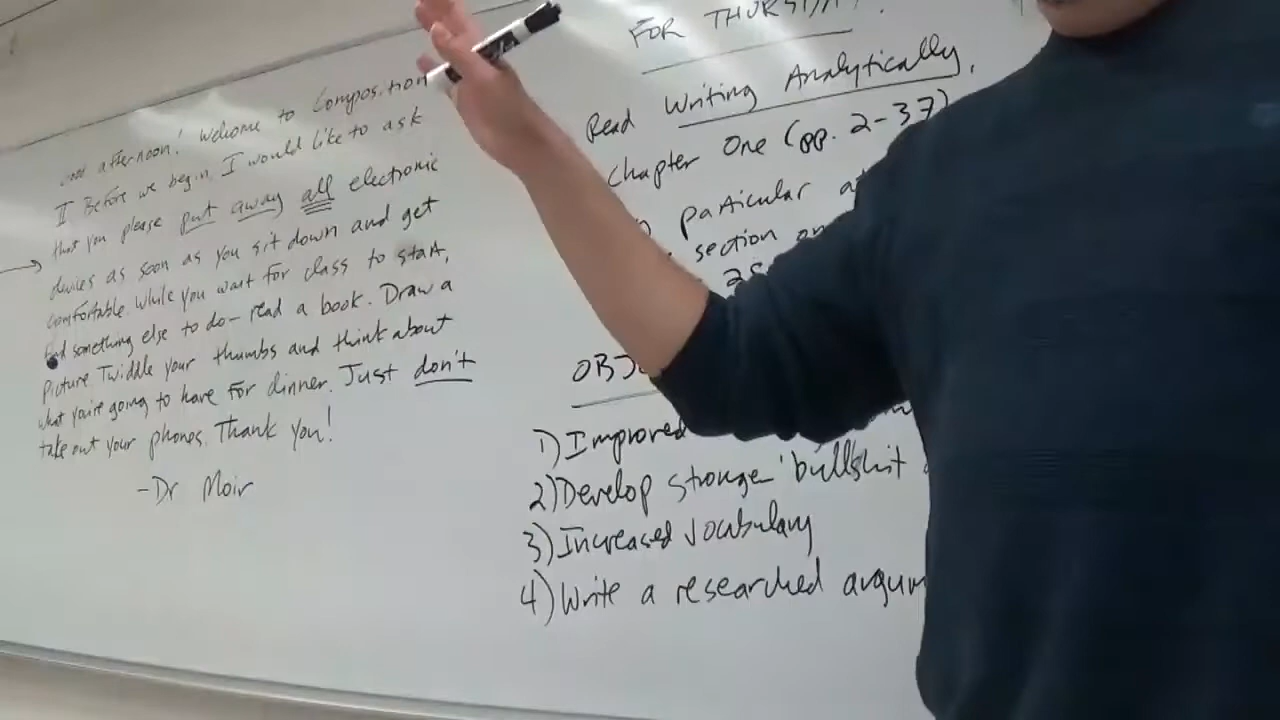 Good afternoon! Welcome to Composition
II Before we begin, I would like to ask
that you please put away all electronic
devices as soon as you sit down and get
comfortable. While you wait for class to start,
find something else to do - read a book. Draw a
picture Twiddle your thumbs and think about
what you're going to have for dinner. Just don't
take out your phones. Thank you!
-Dr Moir
FOR THURSDAY:
Read Writing Analytically,
Chapter One (pp. 2-37)
particular
section on
OBJ
1) Improved
2) Develop stronger 'bullshit
3) Increased vocabulary
4) Write a researched argum